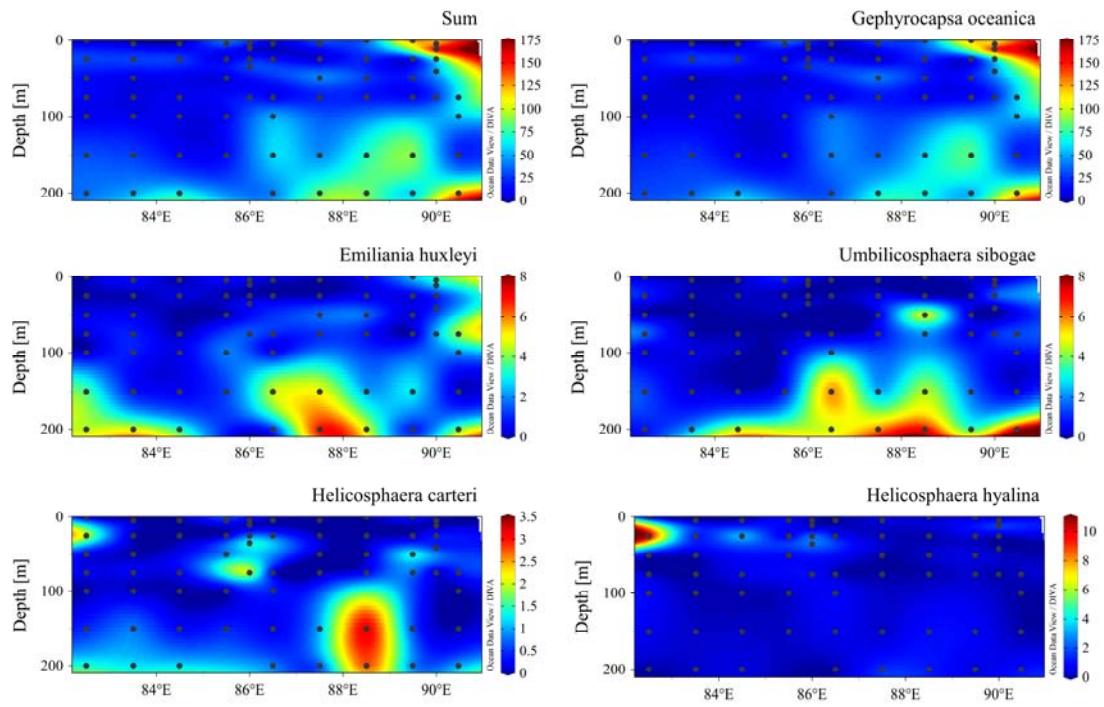 Sum
Depth [m]
0
100
200
84°E 86°E 88°E 90°E
175
150
125
100
75
50
25
0
Ocean Data View / DIVA
Gephyrocapsa oceanica
Depth [m]
0
100
200
84°E 86°E 88°E 90°E
175
150
125
100
75
50
25
0
Ocean Data View / DIVA
Emiliania huxleyi
Depth [m]
0
100
200
84°E 86°E 88°E 90°E
8
6
4
2
0
Ocean Data View / DIVA
Umbilicosphaera sibogae
Depth [m]
0
100
200
84°E 86°E 88°E 90°E
8
6
4
2
0
Ocean Data View / DIVA
Helicosphaera carteri
Depth [m]
0
100
200
84°E 86°E 88°E 90°E
3.5
3
2.5
2
1.5
1
0.5
0
Ocean Data View / DIVA
Helicosphaera hyalina
Depth [m]
0
100
200
84°E 86°E 88°E 90°E
10
8
6
4
2
0
Ocean Data View / DIVA